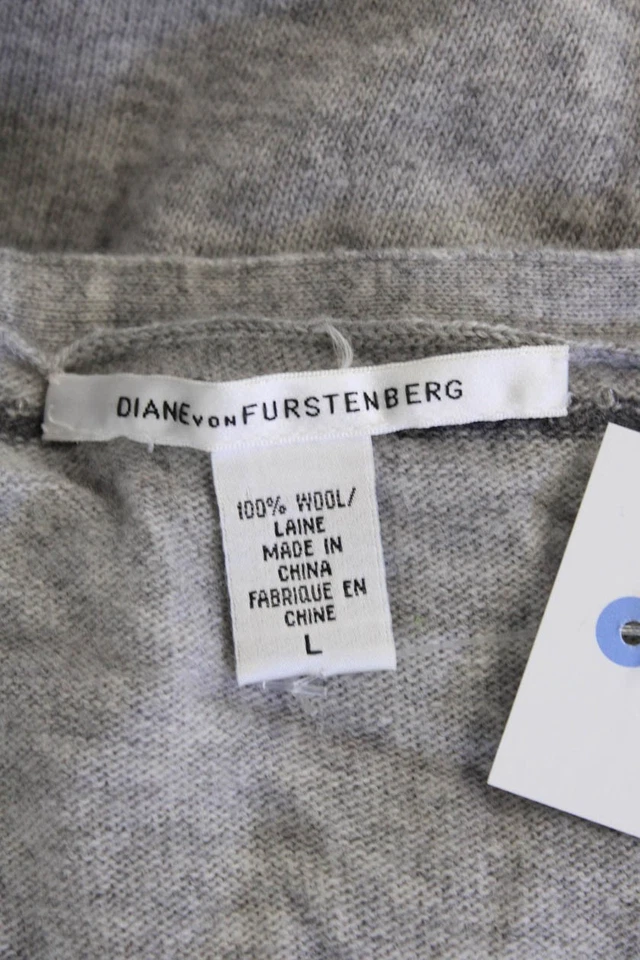 DIANE VON FURSTENBERG
100% WOOL/
LAINE
MADE IN
CHINA
FABRIQUE EN
CHINE
L